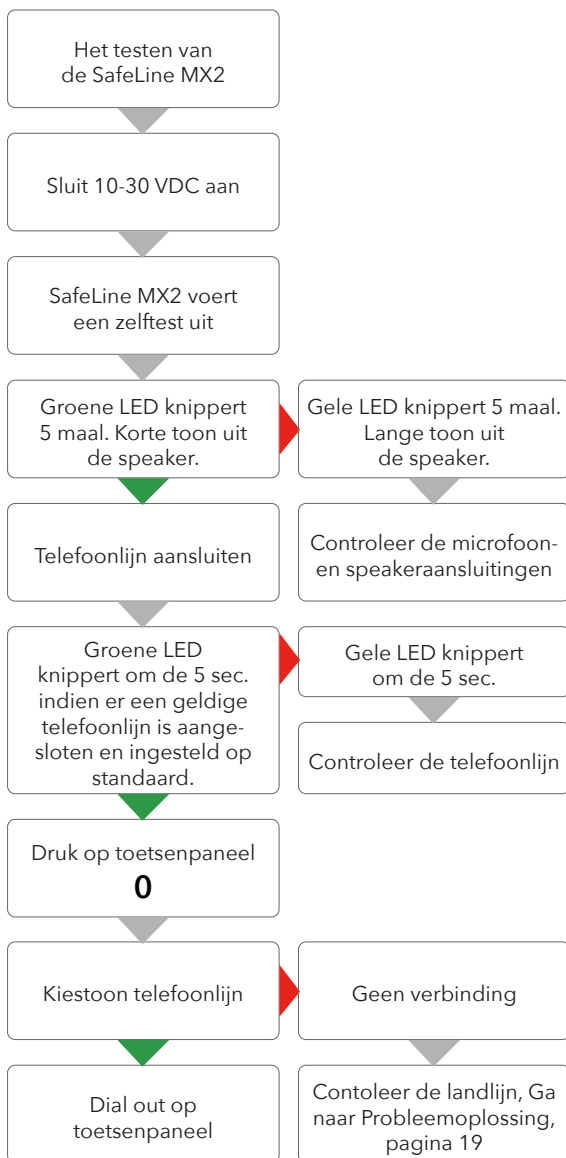 Het testen van
de SafeLine MX2
Sluit 10-30 VDC aan
SafeLine MX2 voert
een zelftest uit
Groene LED knippert
5 maal. Korte toon uit
de speaker.
Gele LED knippert 5 maal.
Lange toon uit
de speaker.
Telefoonlijn aansluiten
Controleer de microfoon-
en speakeraansluitingen
Groene LED
knippert om de 5 sec.
indien er een geldige
telefoonlijn is aange-
sloten en ingesteld op
standaard.
Gele LED knippert
om de 5 sec.
Controleer de telefoonlijn
Druk op toetsenpaneel
0
Kiestoon telefoonlijn
Geen verbinding
Dial out op
toetsenpaneel
Contoleer de landlijn, Ga
naar Probleemoplossing,
pagina 19